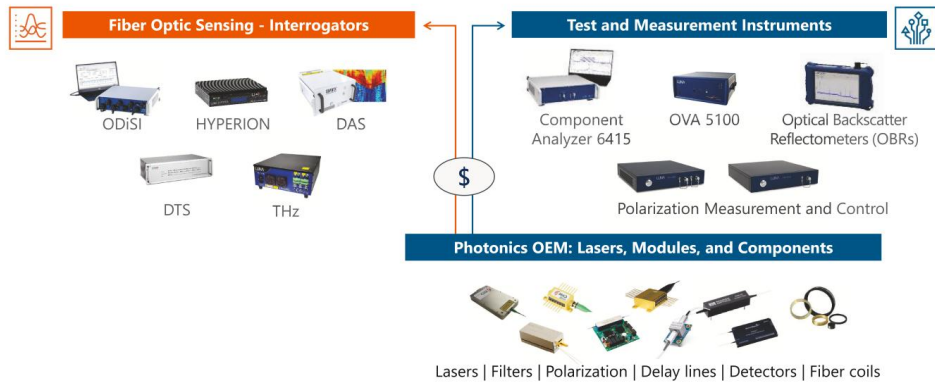 Fiber Optic Sensing - Interrogators
Test and Measurement Instruments
ODiSI
HYPERION
DAS
DTS
THz
Component
Analyzer 6415
OVA 5100
Optical Backscatter
Reflectometers (OBRs)
Polarization Measurement and Control
$
Photonics OEM: Lasers, Modules, and Components
Lasers | Filters | Polarization | Delay lines | Detectors | Fiber coils